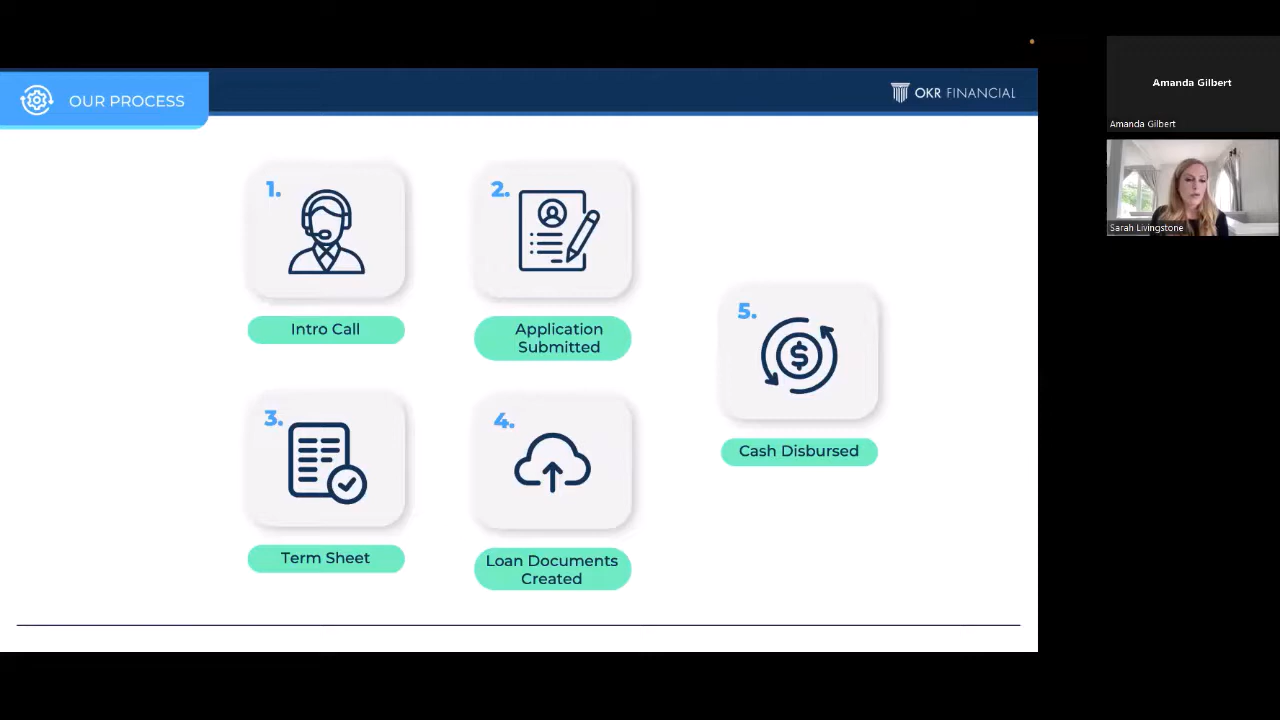 OUR PROCESS
OKR FINANCIAL
1.
Intro Call
2.
Application
Submitted
3.
Term Sheet
4.
Loan Documents
Created
5.
$
Cash Disbursed
Amanda Gilbert
Amanda Gilbert
Sarah Livingstone